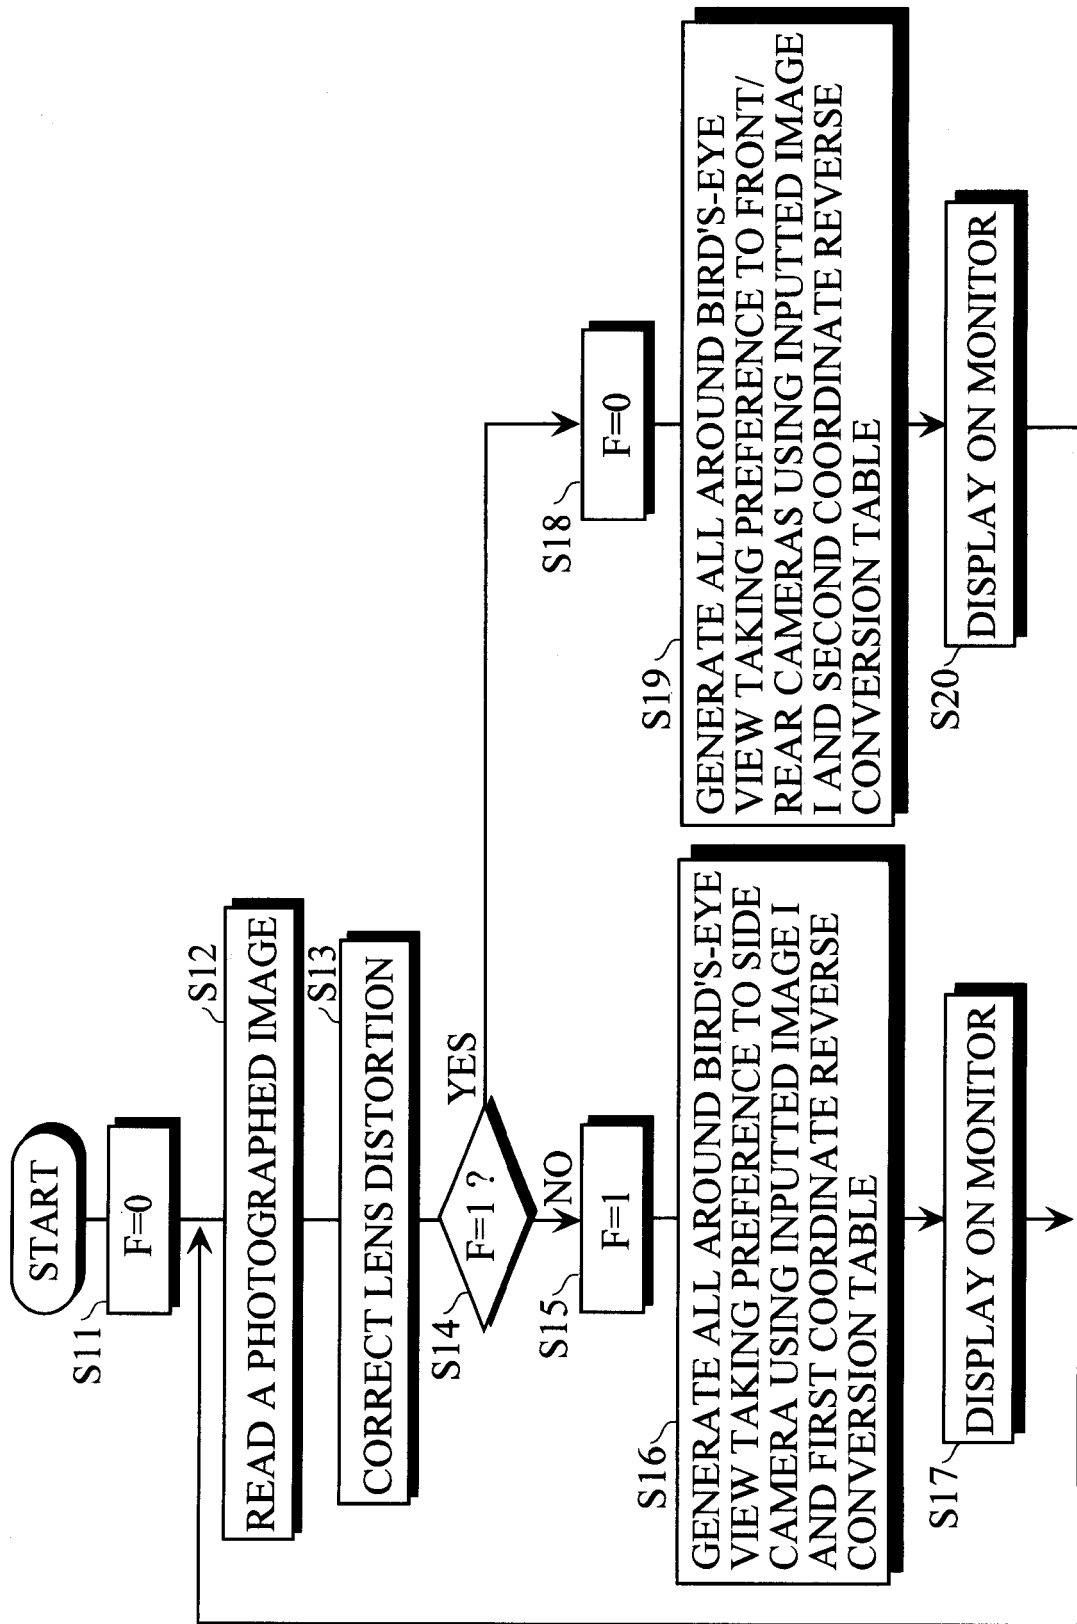 START
S11
F=0
S12
READ A PHOTOGRAPHED IMAGE
S13
CORRECT LENS DISTORTION
S14
F=1 ?
YES
NO
S15
F=1
S16
GENERATE ALL AROUND BIRD'S-EYE
VIEW TAKING PREFERENCE TO SIDE
CAMERA USING INPUTTED IMAGE I
AND FIRST COORDINATE REVERSE
CONVERSION TABLE
S17
DISPLAY ON MONITOR
S18
F=0
S19
GENERATE ALL AROUND BIRD'S-EYE
VIEW TAKING PREFERENCE TO FRONT/
REAR CAMERAS USING INPUTTED IMAGE
I AND SECOND COORDINATE REVERSE
CONVERSION TABLE
S20
DISPLAY ON MONITOR